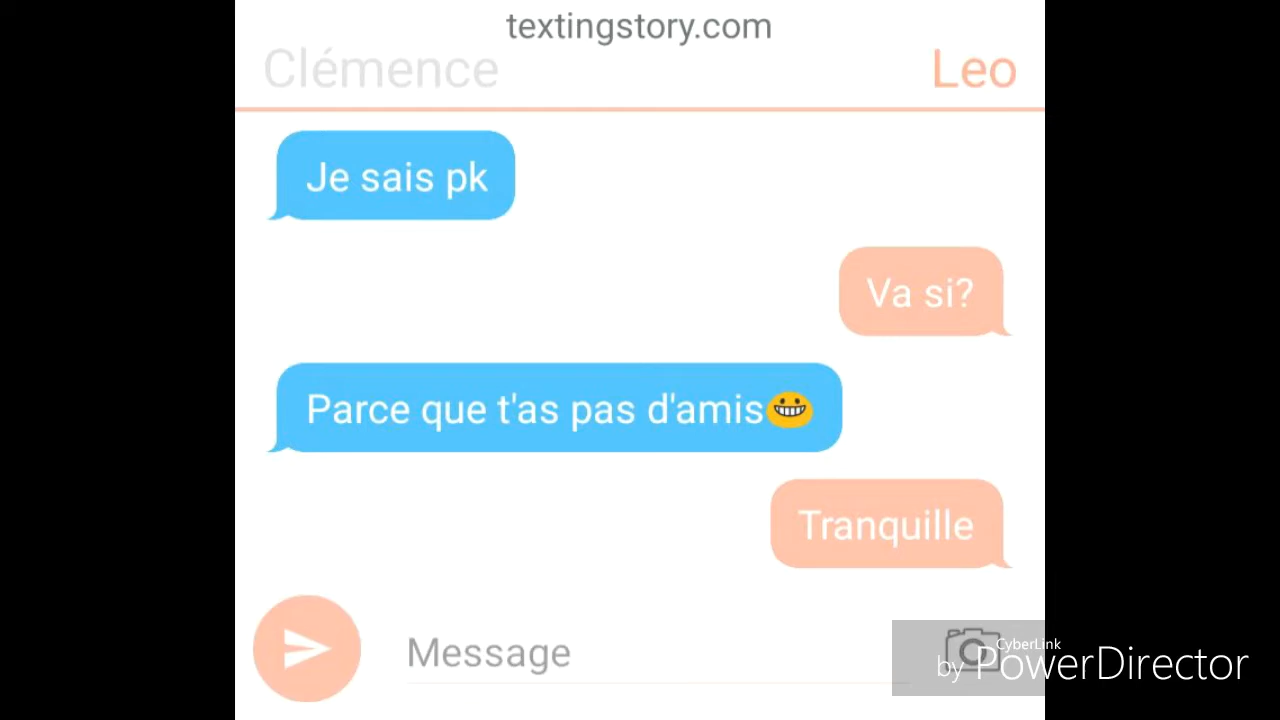 textingstory.com
Clémence
Leo
Je sais pk
Va si?
Parce que t'as pas d'amis😀
Tranquille
Message
CyberLink
by PowerDirector